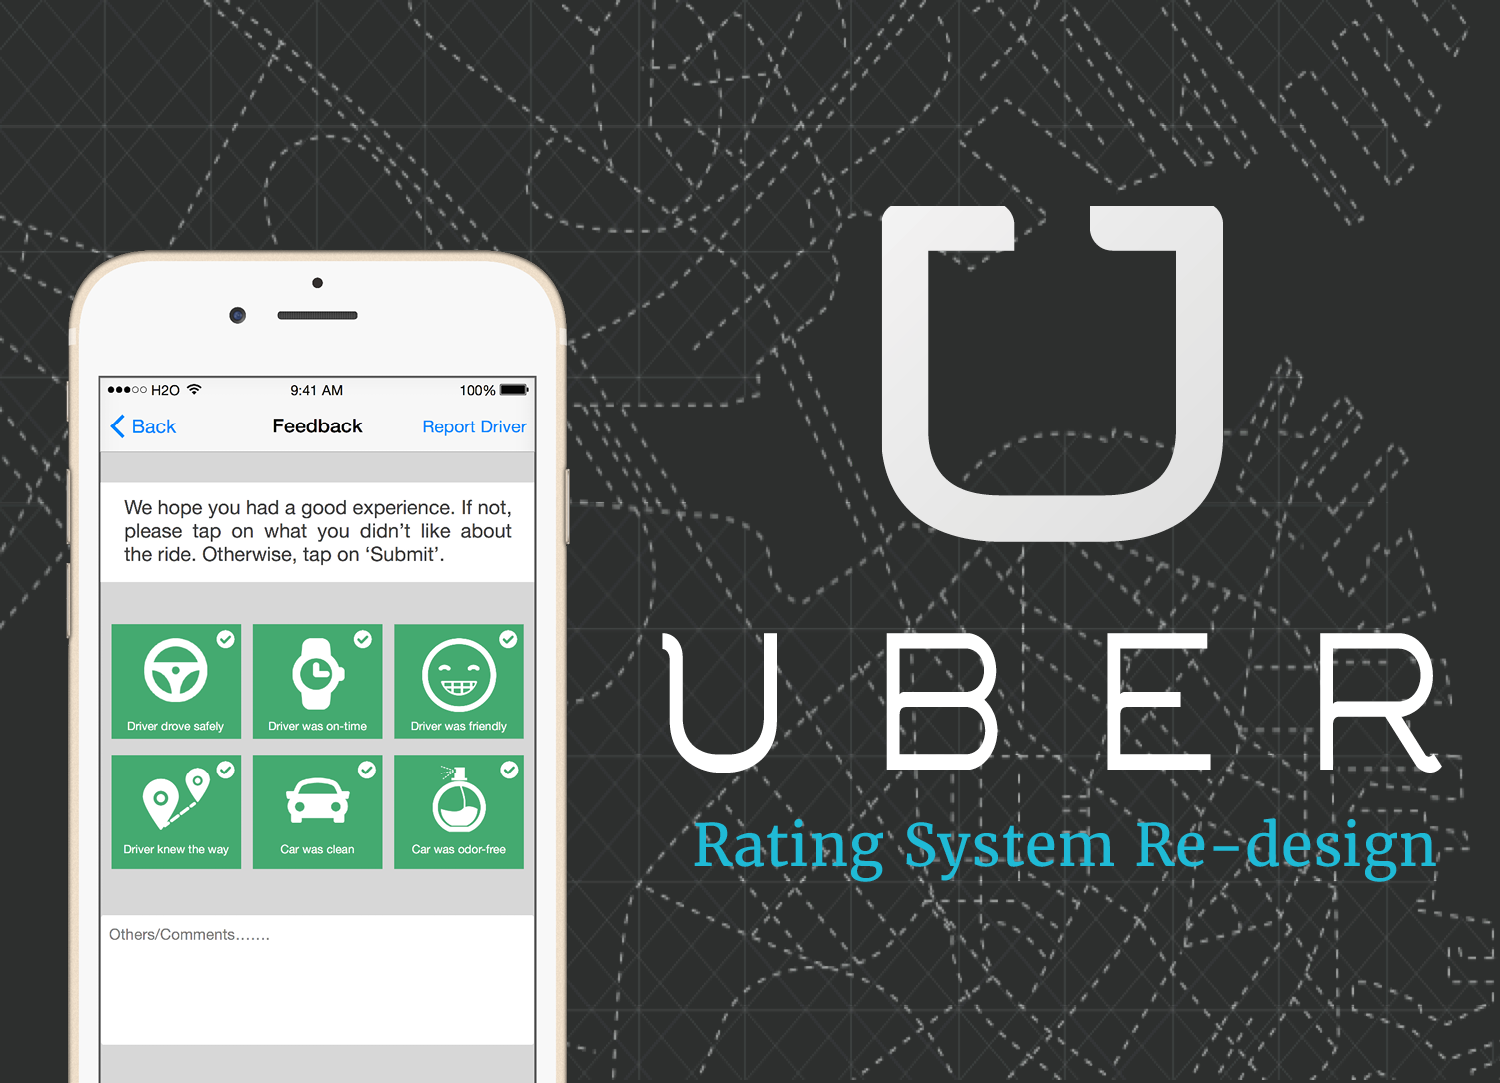 H2O 9:41 AM 100%
Back Feedback Report Driver
We hope you had a good experience. If not,
please tap on what you didn’t like about
the ride. Otherwise, tap on ‘Submit’.
Driver drove safely Driver was on-time Driver was friendly
Driver knew the way Car was clean Car was odor-free
Others/Comments.......
UBER
Rating System Re-design